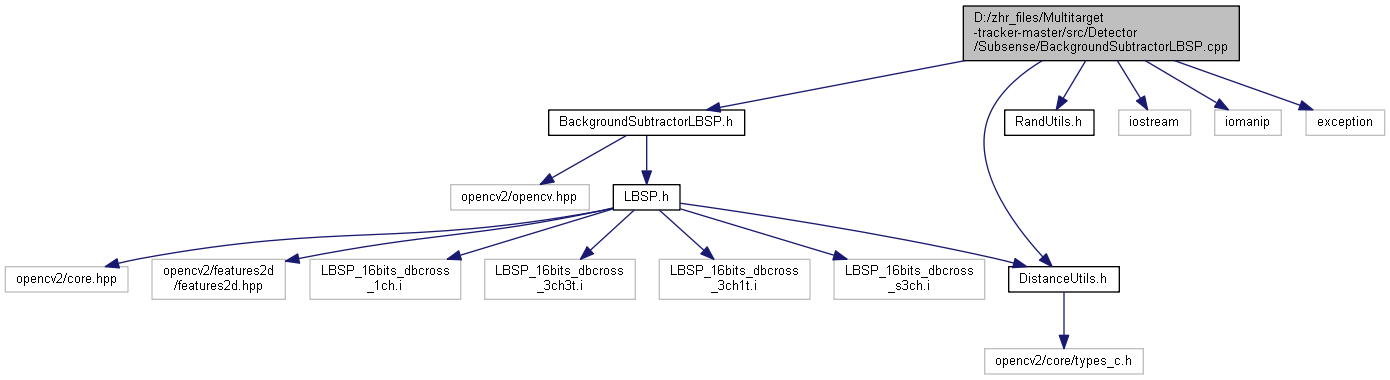 D:/zhr_files/Multitarget
-tracker-master/src/Detector
/Subsense/BackgroundSubtractorLBSP.cpp
BackgroundSubtractorLBSP.h
RandUtils.h
iostream
iomanip
exception
opencv2/opencv.hpp
LBSP.h
opencv2/core.hpp
opencv2/features2d
/features2d.hpp
LBSP_16bits_dbcross
_1ch.i
LBSP_16bits_dbcross
_3ch3t.i
LBSP_16bits_dbcross
_3ch1t.i
LBSP_16bits_dbcross
_s3ch.i
DistanceUtils.h
opencv2/core/types_c.h